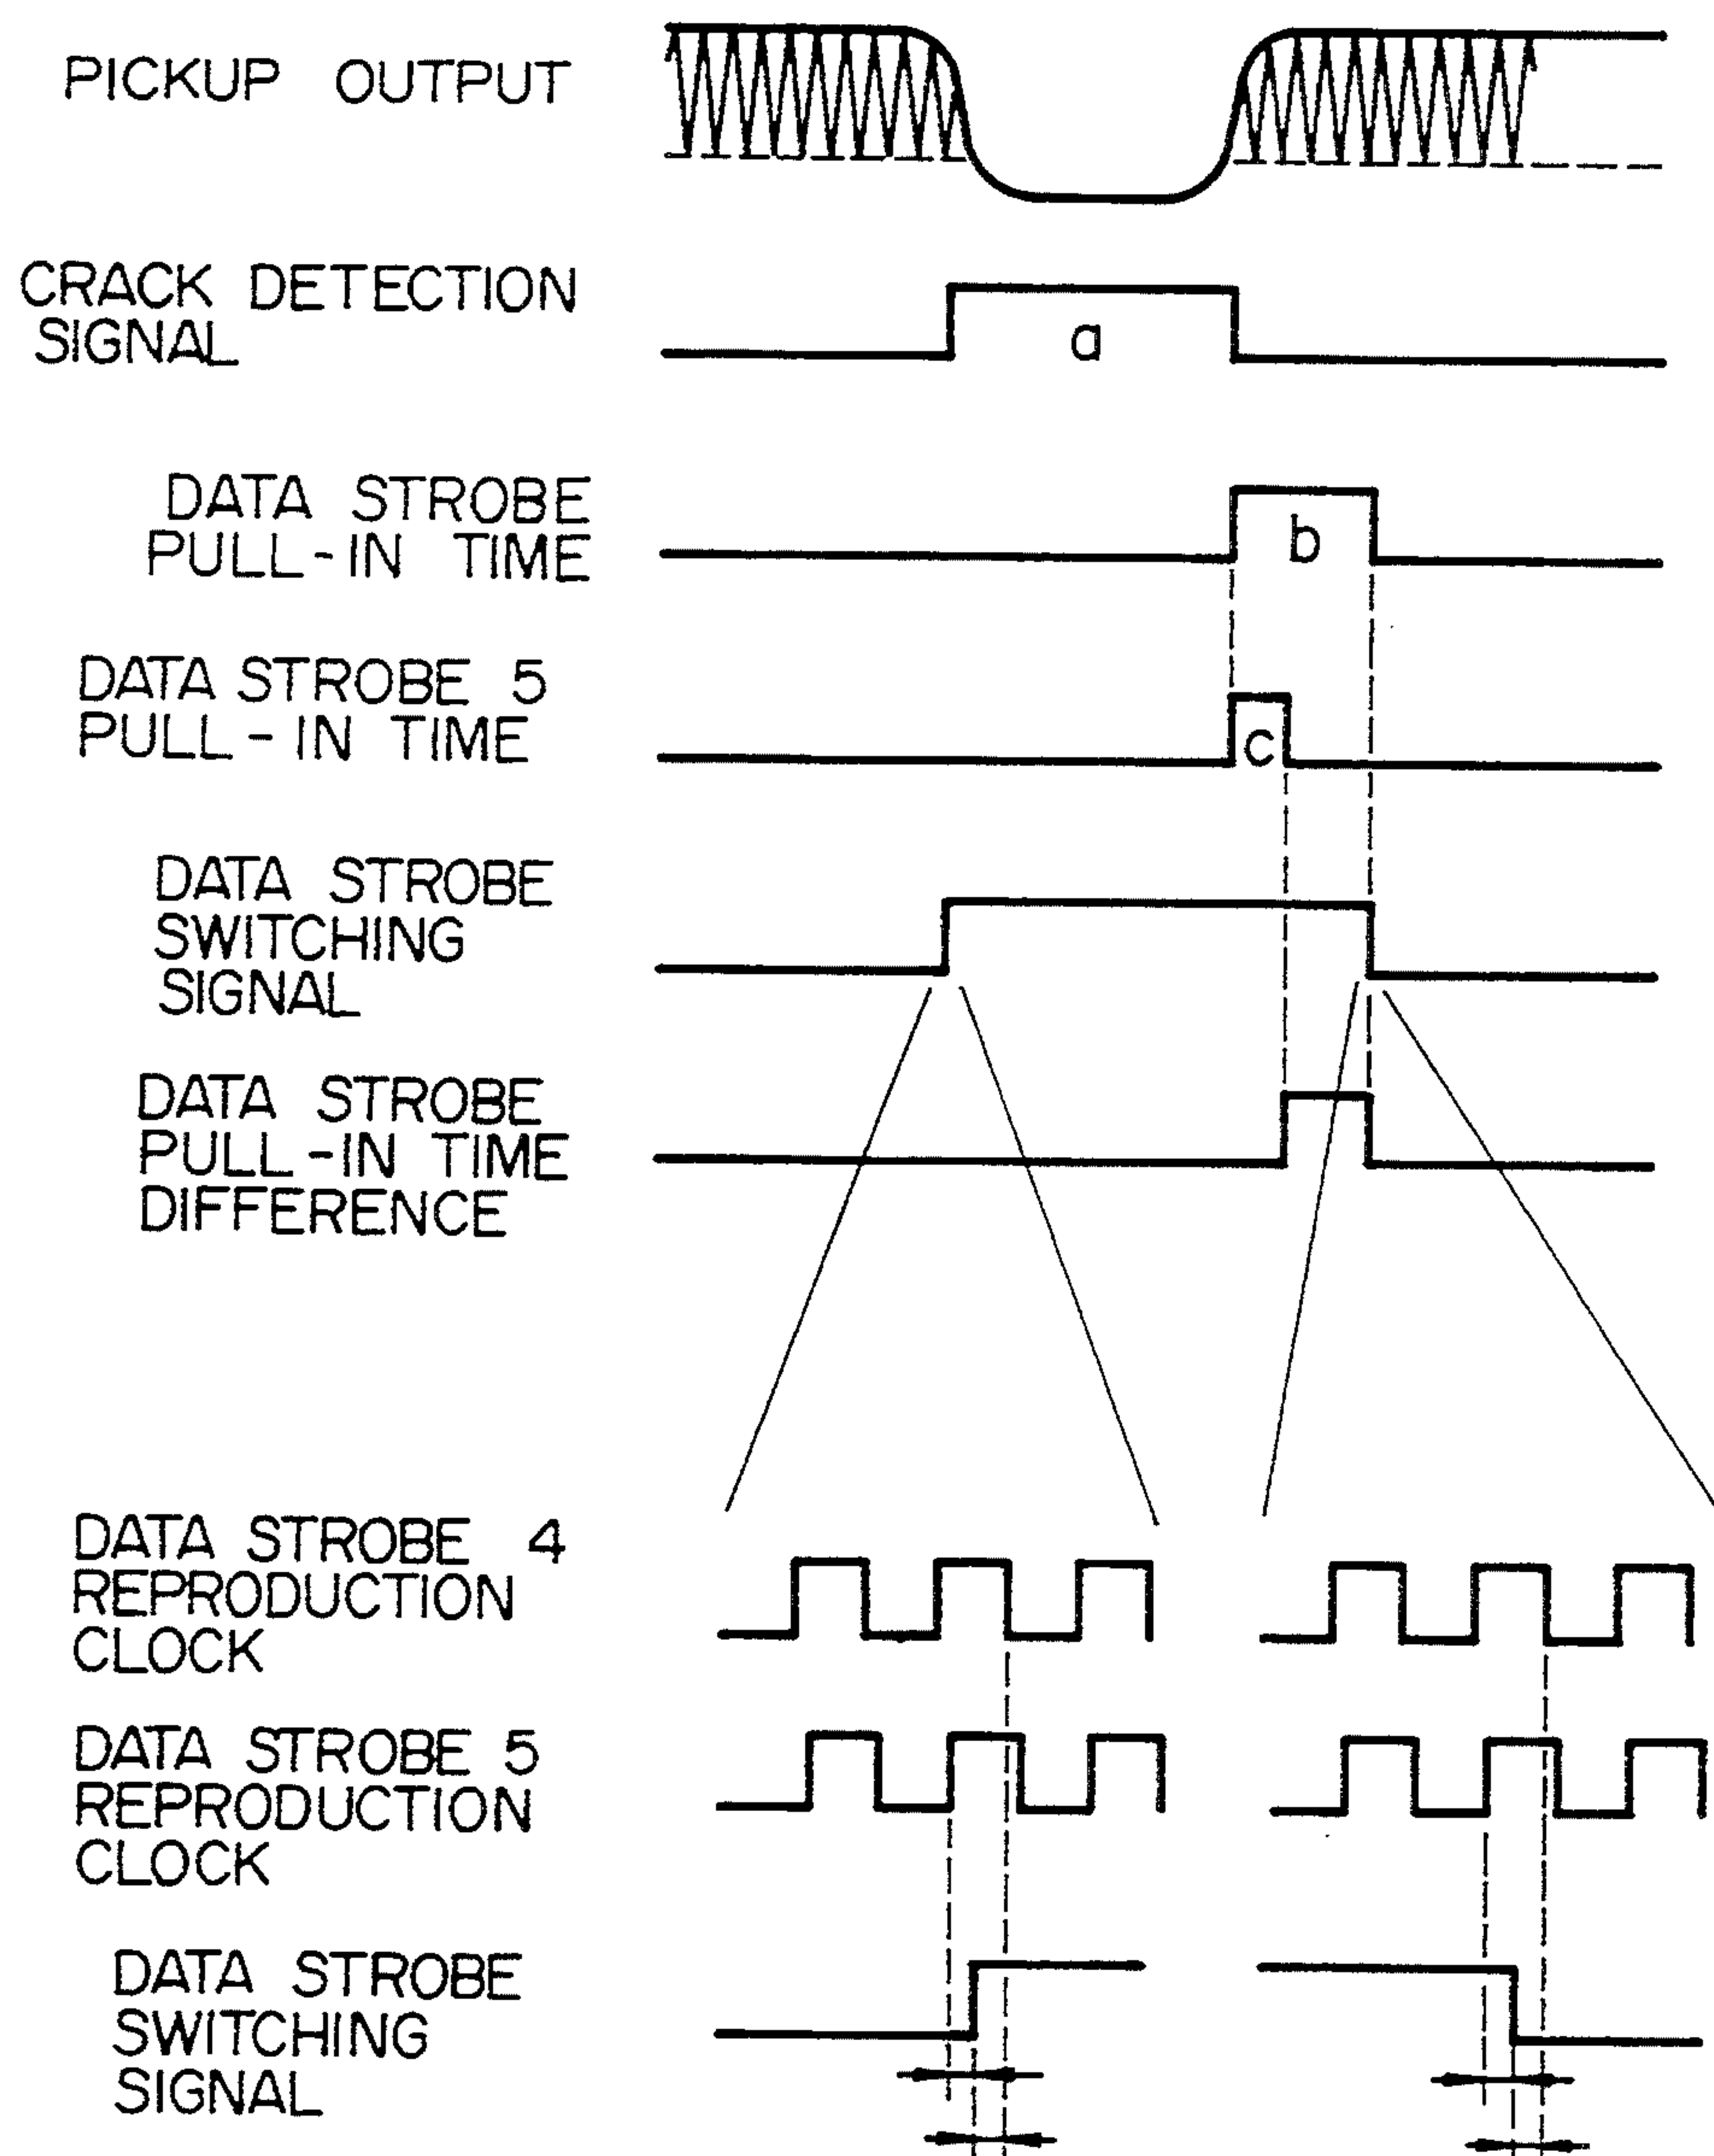 PICKUP OUTPUT
CRACK DETECTION
SIGNAL
a
DATA STROBE
PULL-IN TIME
b
DATA STROBE 5
PULL-IN TIME
c
DATA STROBE
SWITCHING
SIGNAL
DATA STROBE
PULL-IN TIME
DIFFERENCE
DATA STROBE 4
REPRODUCTION
CLOCK
DATA STROBE 5
REPRODUCTION
CLOCK
DATA STROBE
SWITCHING
SIGNAL